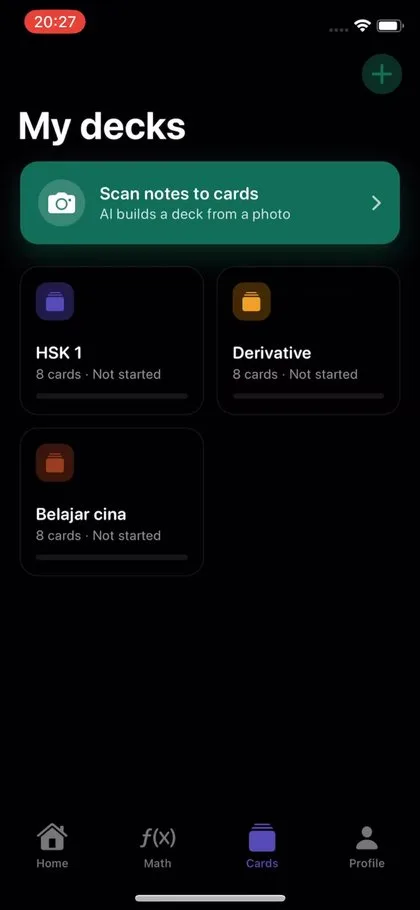 20:27
My decks
Scan notes to cards
AI builds a deck from a photo
HSK 1
8 cards · Not started
Derivative
8 cards · Not started
Belajar cina
8 cards · Not started
Home
f(x)
Math
Cards
Profile